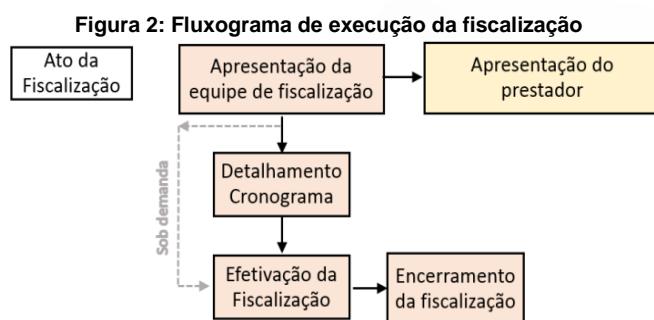 Figura 2: Fluxograma de execução da fiscalização
Ato da
Fiscalização
Apresentação da
equipe de fiscalização
Apresentação do
prestador
Detalhamento
Cronograma
Sob demanda
Efetivação da
Fiscalização
Encerramento
da fiscalização